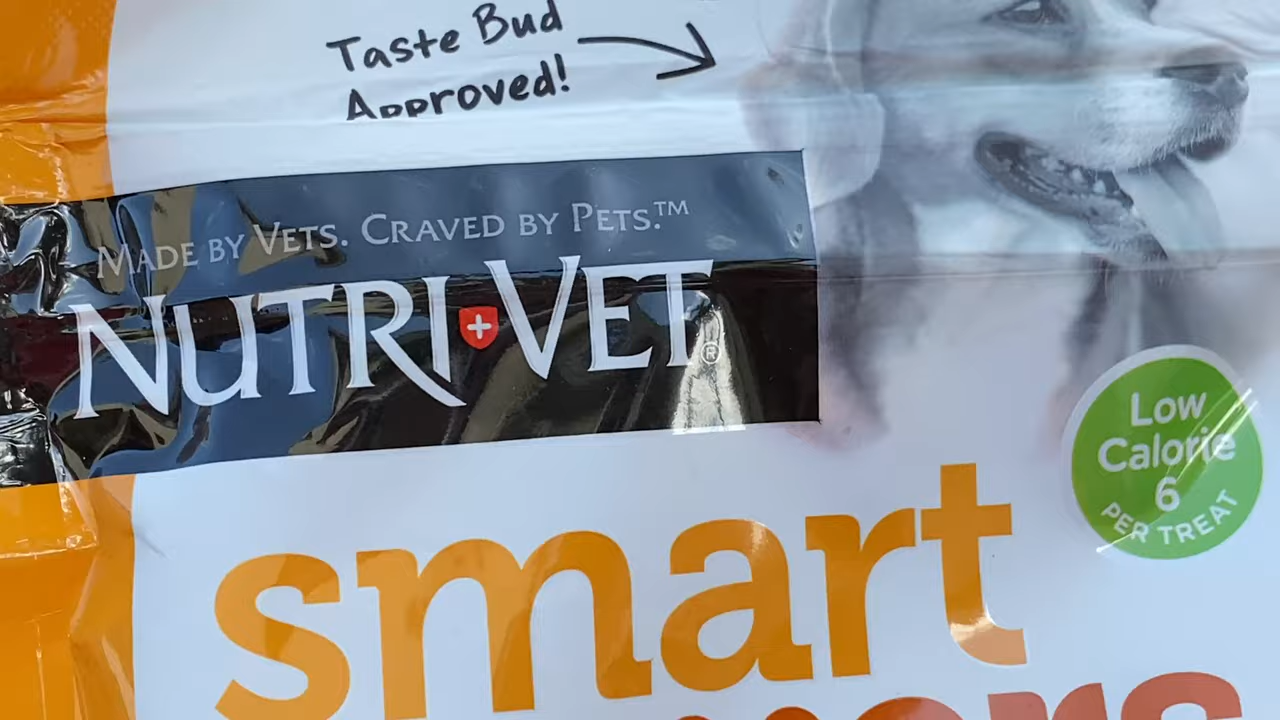 Taste Bud
Approved!
MADE BY VETS. CRAVED BY PETS.™
NUTRI+VET®
Low
Calorie
6
PER TREAT
smart